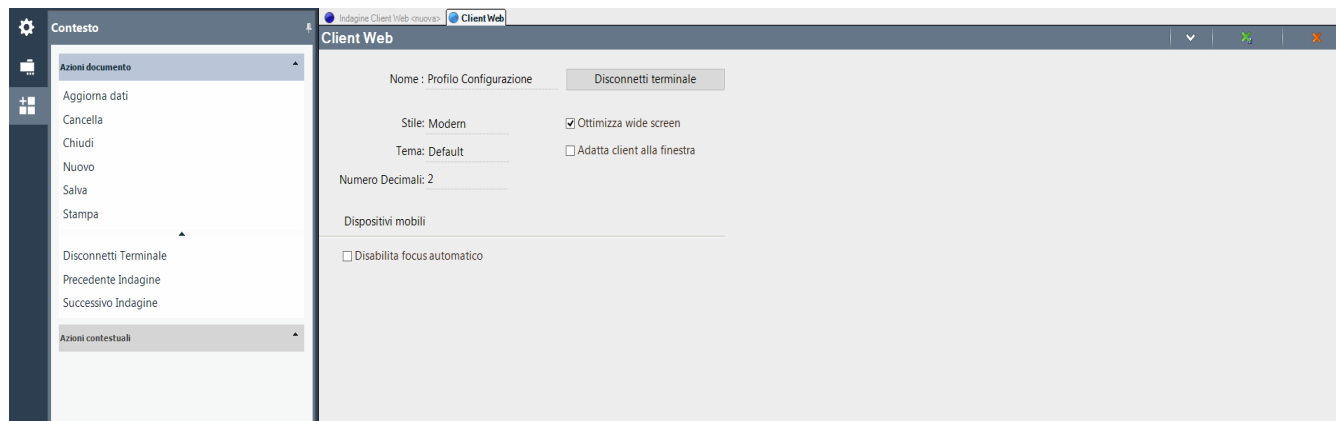 Contesto
Azioni documento
Aggiorna dati
Cancella
Chiudi
Nuovo
Salva
Stampa
Disconnetti Terminale
Precedente Indagine
Successivo Indagine
Azioni contestuali
Indagine Client Web <nuova> Client Web
Client Web
Nome : Profilo Configurazione Disconnetti terminale
Stile: Modern Ottimizza wide screen
Tema: Default Adatta client alla finestra
Numero Decimali: 2
Dispositivi mobili
Disabilita focus automatico